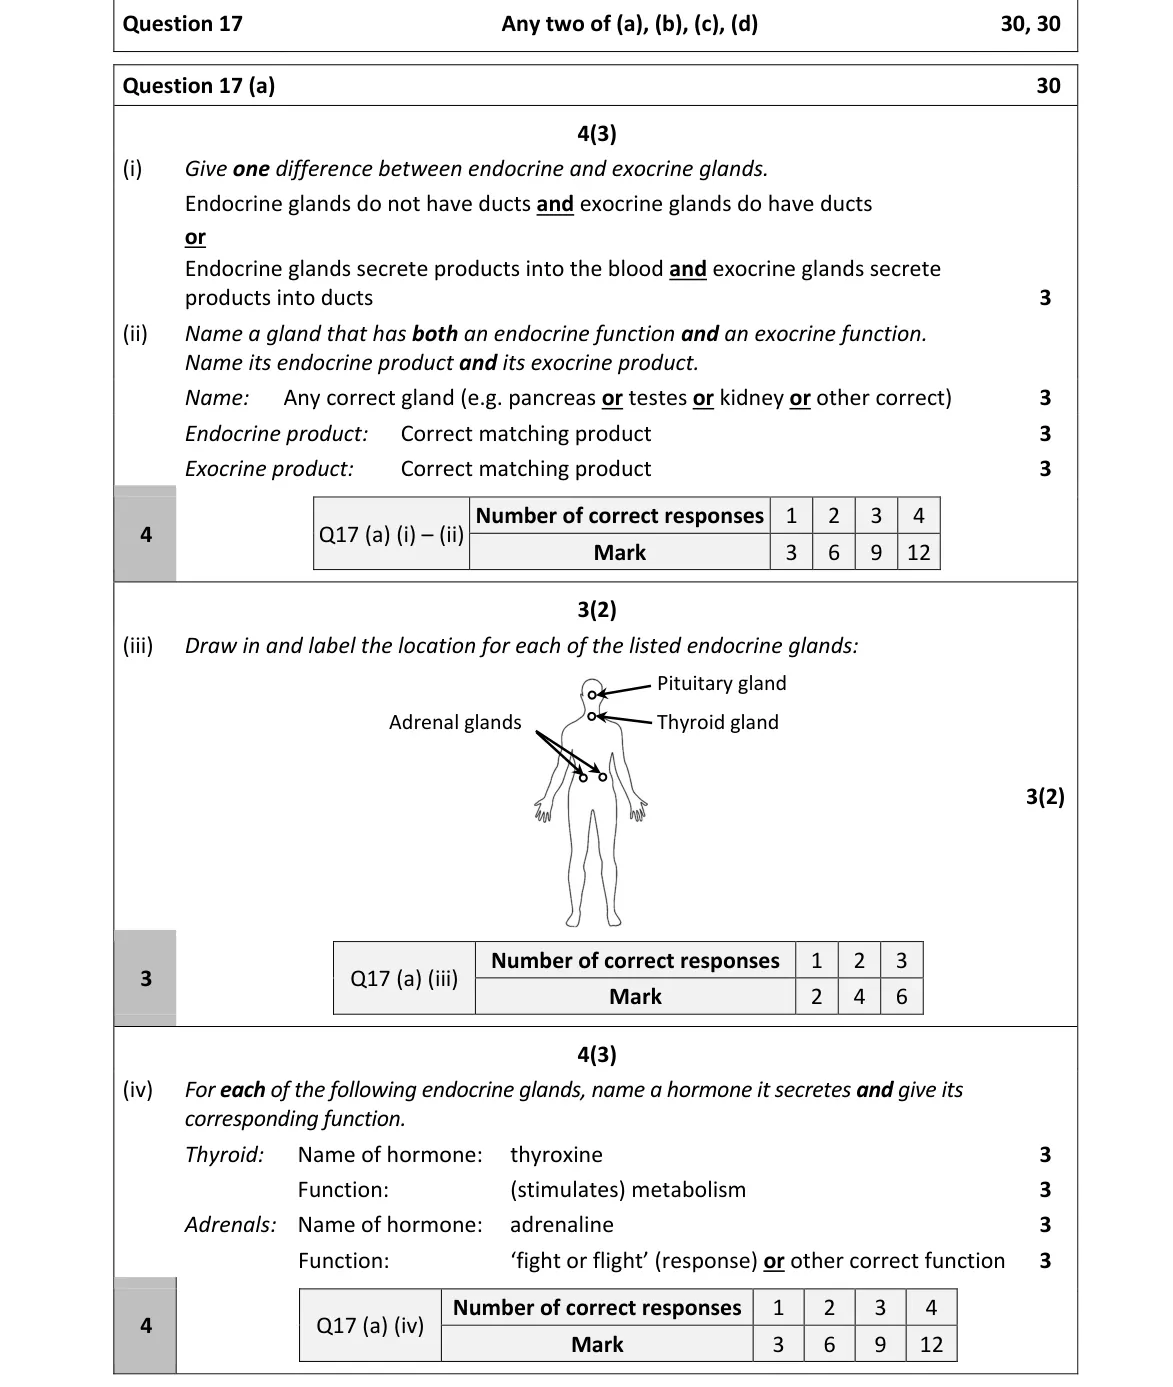 Question 17 Any two of (a), (b), (c), (d) 30, 30
Question 17 (a) 30
4(3)
(i) Give one difference between endocrine and exocrine glands.
Endocrine glands do not have ducts and exocrine glands do have ducts
or
Endocrine glands secrete products into the blood and exocrine glands secrete
products into ducts 3
(ii) Name a gland that has both an endocrine function and an exocrine function.
Name its endocrine product and its exocrine product.
Name: Any correct gland (e.g. pancreas or testes or kidney or other correct) 3
Endocrine product: Correct matching product 3
Exocrine product: Correct matching product 3
4
Q17 (a) (i) – (ii)
Number of correct responses 1 2 3 4
Mark 3 6 9 12
3(2)
(iii) Draw in and label the location for each of the listed endocrine glands:
Pituitary gland
Adrenal glands Thyroid gland
3(2)
3
Q17 (a) (iii)
Number of correct responses 1 2 3
Mark 2 4 6
4(3)
(iv) For each of the following endocrine glands, name a hormone it secretes and give its
corresponding function.
Thyroid: Name of hormone: thyroxine 3
Function: (stimulates) metabolism 3
Adrenals: Name of hormone: adrenaline 3
Function: ‘fight or flight’ (response) or other correct function 3
4
Q17 (a) (iv)
Number of correct responses 1 2 3 4
Mark 3 6 9 12